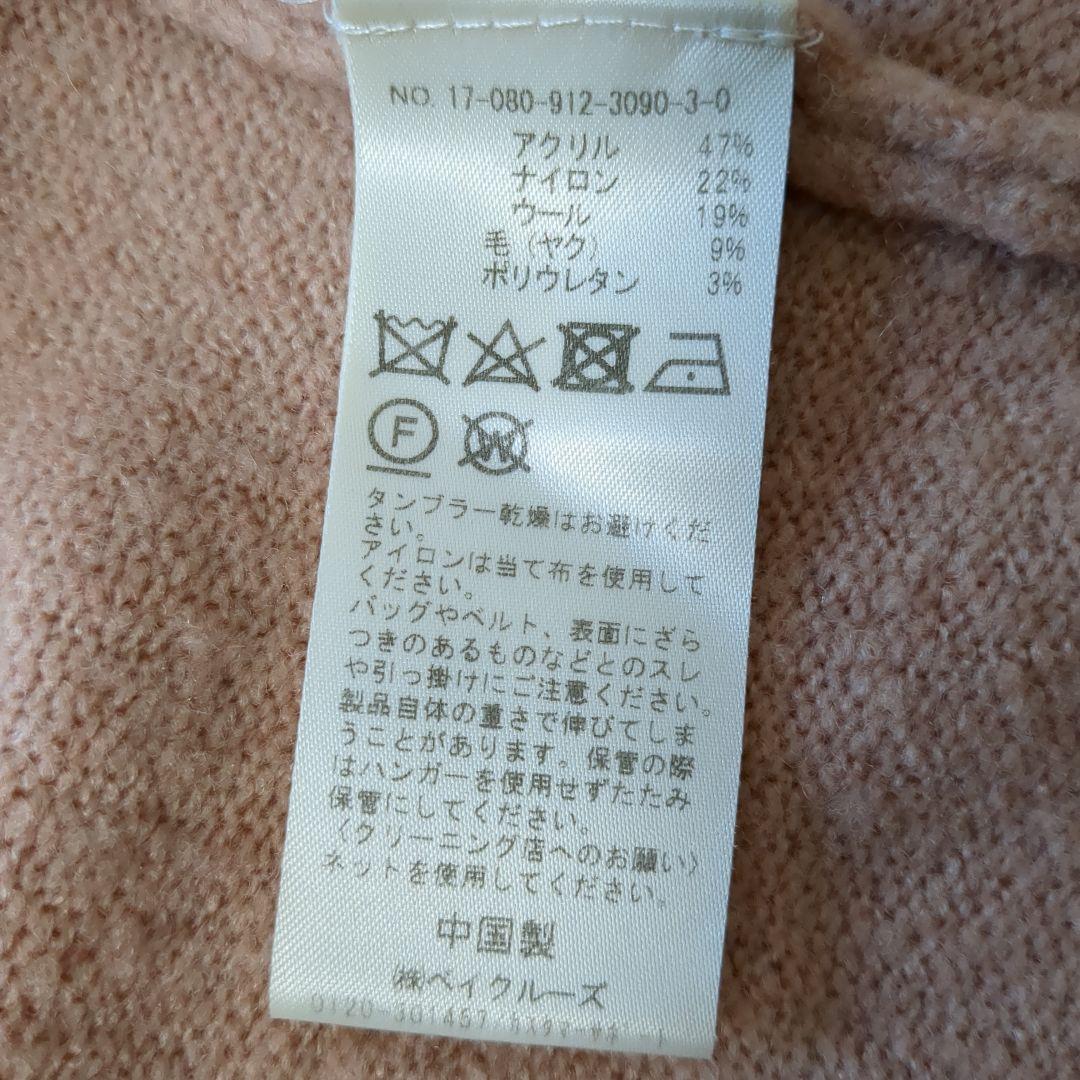 NO. 17-080-912-3090-3-0
アクリル 47%
ナイロン 22%
ウール 19%
毛（ヤク） 9%
ポリウレタン 3%
F W
タンブラー乾燥はお避けくだ
さい。
アイロンは当て布を使用して
ください。
バッグやベルト、表面にざら
つきのあるものなどとのスレ
や引っ掛けにご注意ください。
製品自体の重さで伸びてしま
うことがあります。保管の際
はハンガーを使用せずたたみ
保管にしてください。
〈クリーニング店へのお願い〉
ネットを使用してください。
中国製
㈱ベイクルーズ
0120-30